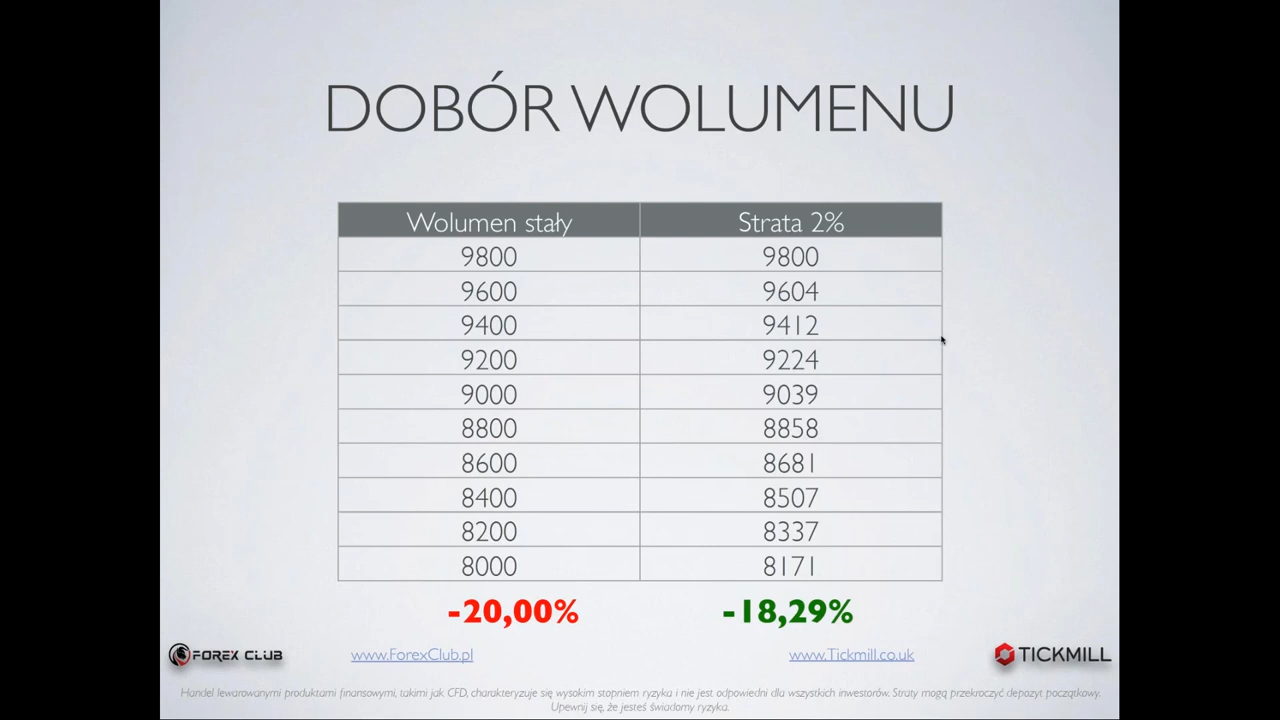 DOBÓR WOLUMENU
Wolumen stały Strata 2%
9800 9800
9600 9604
9400 9412
9200 9224
9000 9039
8800 8858
8600 8681
8400 8507
8200 8337
8000 8171
-20,00% -18,29%
FOREX CLUB www.ForexClub.pl www.Tickmill.co.uk TICKMILL
Handel lewarowanymi produktami finansowymi, takimi jak CFD, charakteryzuje się wysokim stopniem ryzyka i nie jest odpowiedni dla wszystkich inwestorów. Straty mogą przekroczyć depozyt początkowy.
Upewnij się, że jesteś świadomy ryzyka.